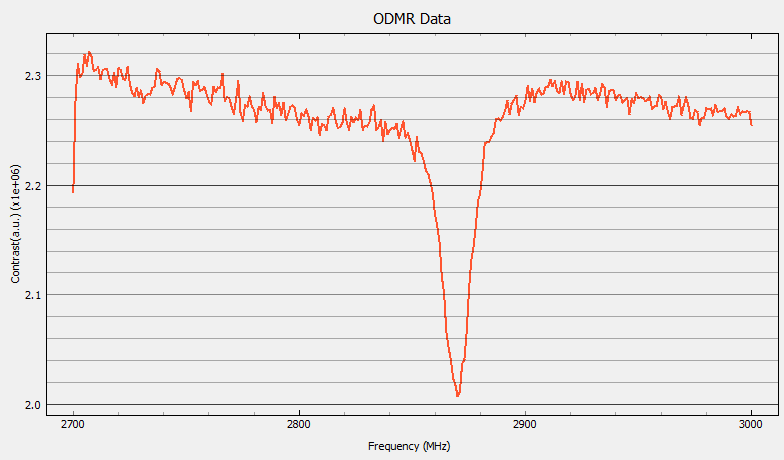 ODMR Data
Contrast(a.u.) (x1e+06)
2.3
2.2
2.1
2.0
2700 2800 2900 3000
Frequency (MHz)